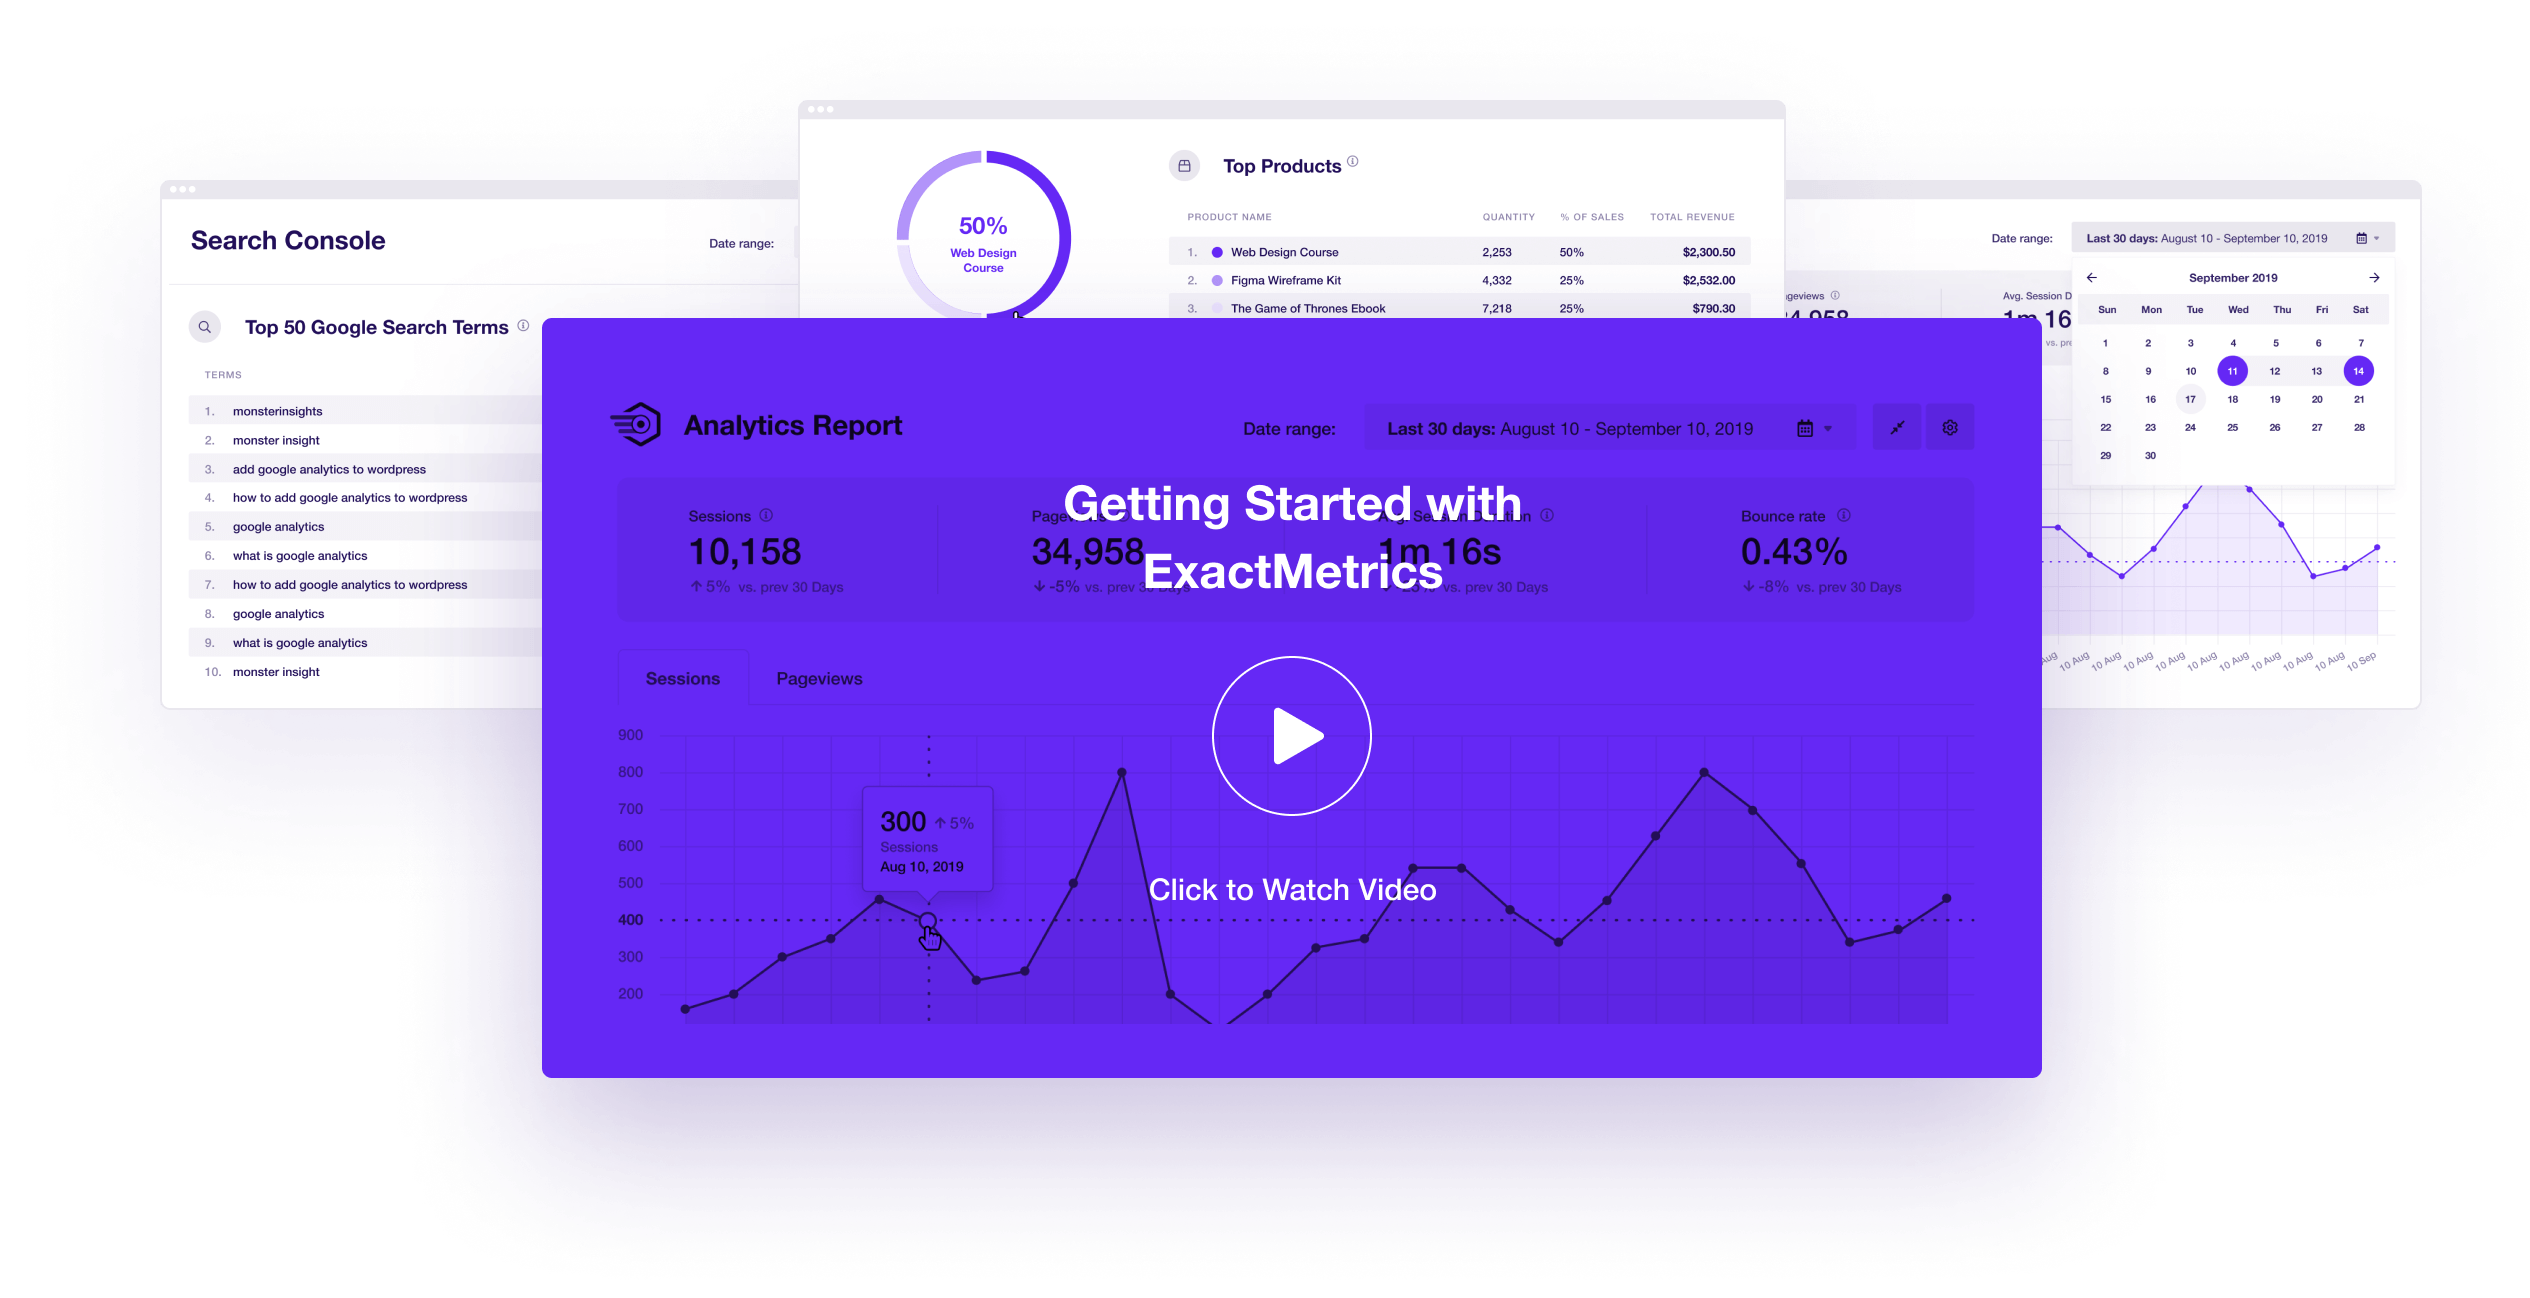 Search Console
Date range:
Top 50 Google Search Terms
TERMS
1. monsterinsights
2. monster insight
3. add google analytics to wordpress
4. how to add google analytics to wordpress
5. google analytics
6. what is google analytics
7. how to add google analytics to wordpress
8. google analytics
9. what is google analytics
10. monster insight
50%
Web Design
Course
Top Products
PRODUCT NAME QUANTITY % OF SALES TOTAL REVENUE
1. Web Design Course 2,253 50% $2,300.50
2. Figma Wireframe Kit 4,332 25% $2,532.00
3. The Game of Thrones Ebook 7,218 25% $790.30
Date range: Last 30 days: August 10 - September 10, 2019
September 2019
Sun Mon Tue Wed Thu Fri Sat
1 2 3 4 5 6 7
8 9 10 11 12 13 14
15 16 17 18 19 20 21
22 23 24 25 26 27 28
29 30
Avg. Session D
1m 16
10 Aug 10 Aug 10 Aug 10 Aug 10 Aug 10 Aug 10 Aug 10 Aug 10 Aug 10 Sep
Analytics Report
Date range: Last 30 days: August 10 - September 10, 2019
Getting Started with
ExactMetrics
Sessions
10,158
5% vs. prev 30 Days
Pageviews
34,958
-5% vs. prev 30 Days
Avg. Session Duration
1m 16s
vs. prev 30 Days
Bounce rate
0.43%
-8% vs. prev 30 Days
Sessions Pageviews
900
800
700
600
500
400
300
200
300 5%
Sessions
Aug 10, 2019
Click to Watch Video